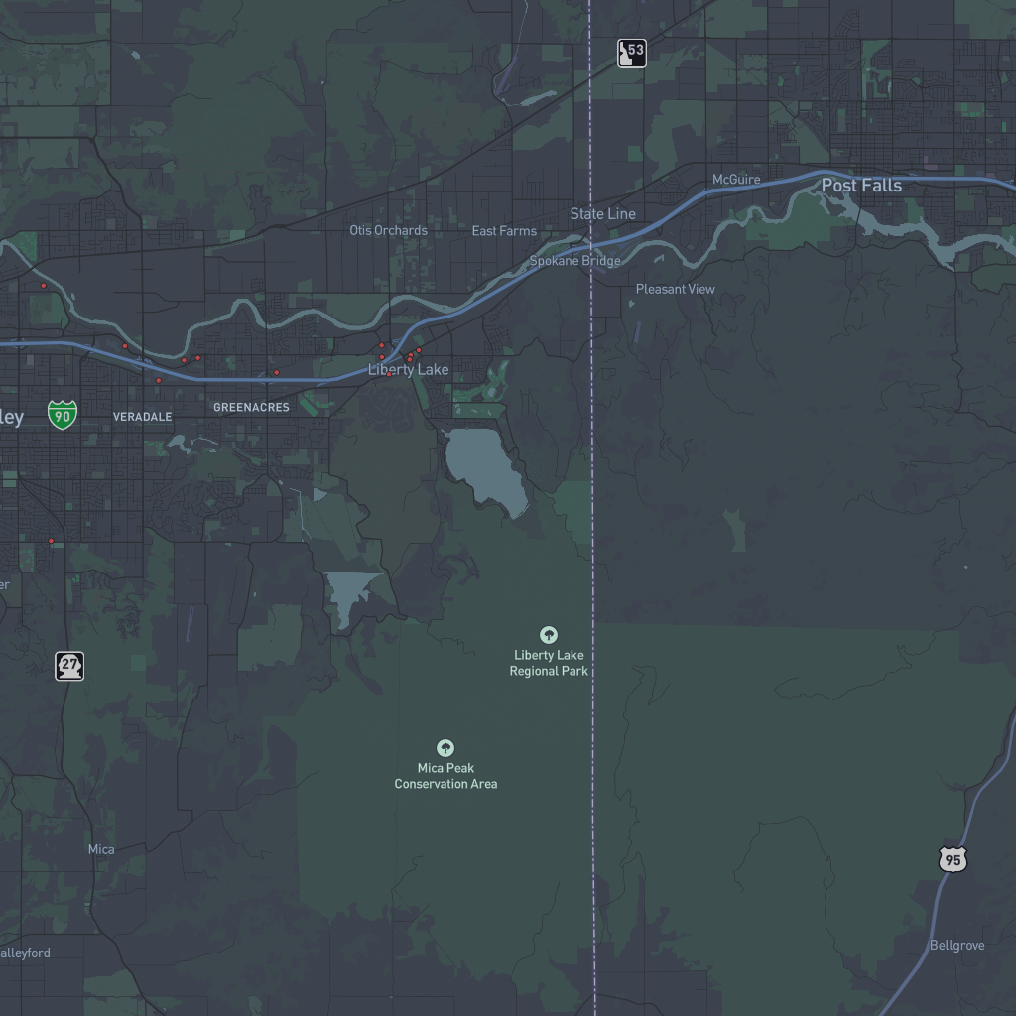 53
McGuire
Post Falls
State Line
Otis Orchards
East Farms
Spokane Bridge
Pleasant View
Liberty Lake
GREENACRES
VERADALE
ley
90
er
Liberty Lake
Regional Park
27
Mica Peak
Conservation Area
Mica
95
Bellgrove
alleyford